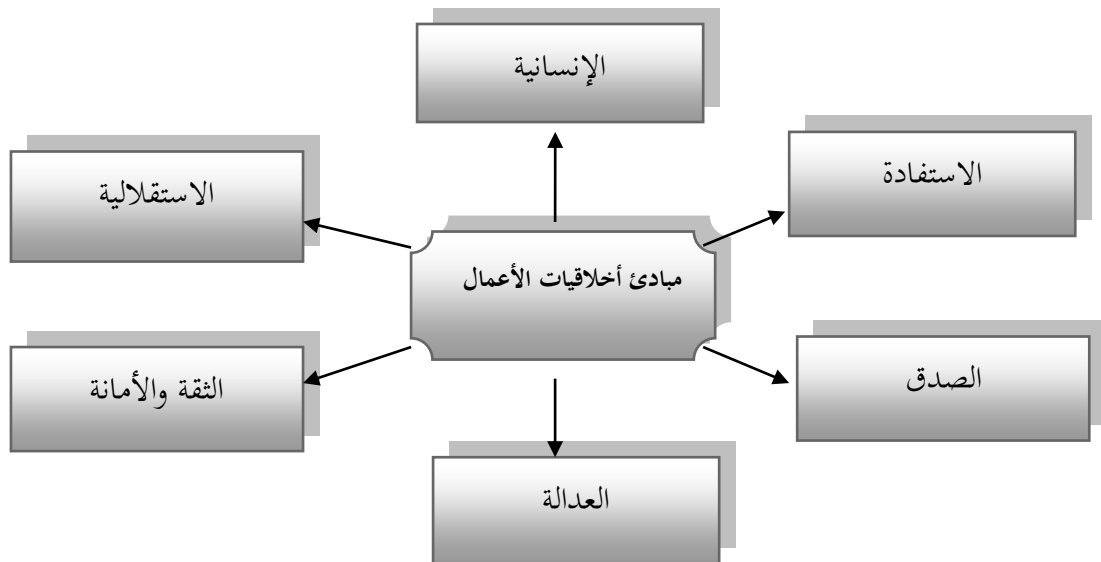 الإنسانية
الاستفادة
الاستقلالية
مبادئ أخلاقيات الأعمال
الصدق
الثقة والأمانة
العدالة